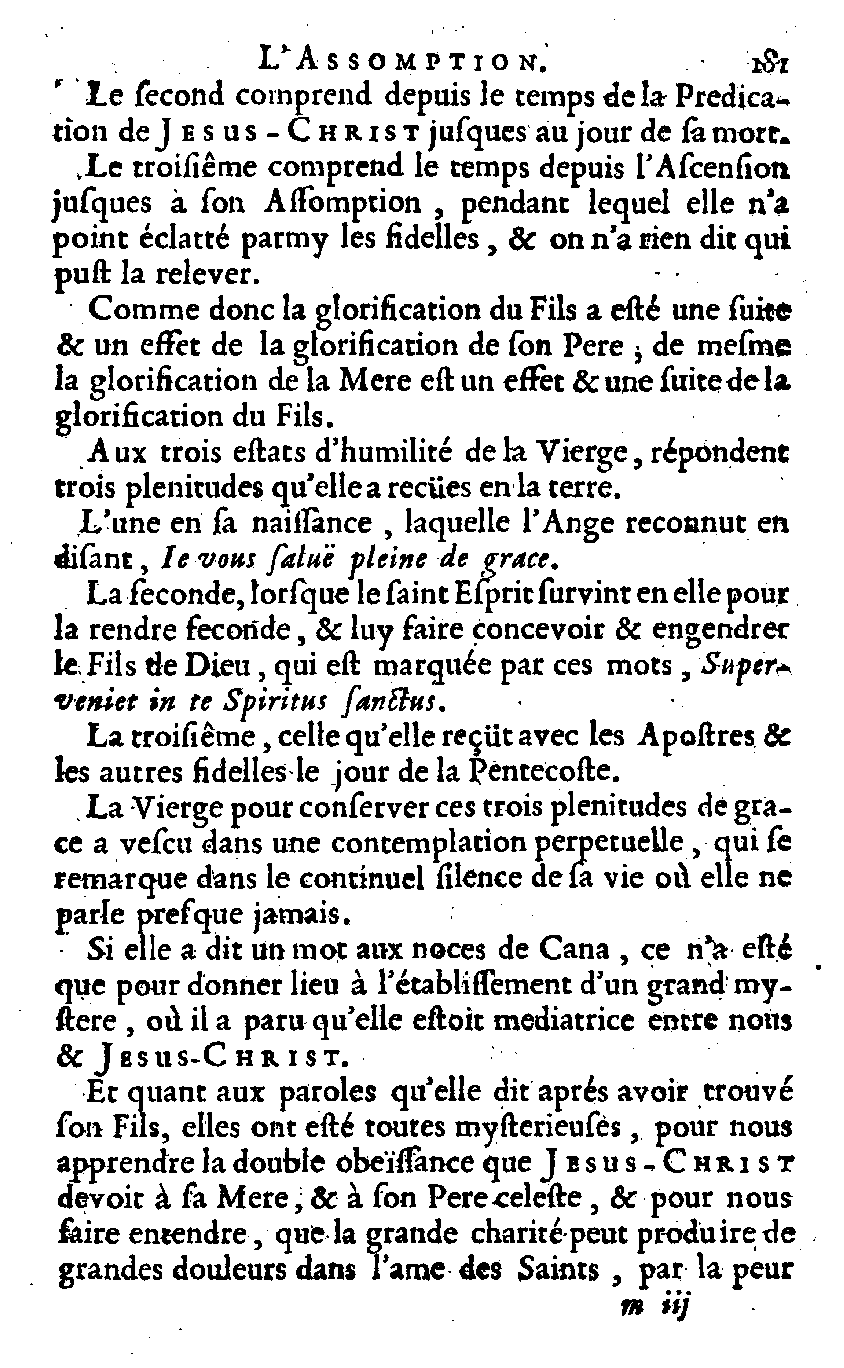 L'ASSOMPTION. 181
Le ſecond comprend depuis le temps de la Predica-
tion de JESUS-CHRIST juſques au jour de ſa mort.
Le troiſiême comprend le temps depuis l'Aſcenſion
juſques à ſon Aſſomption, pendant lequel elle n'a
point éclatté parmy les fidelles, & on n'a rien dit qui
puſt la relever.
Comme donc la glorification du Fils a eſté une ſuite
& un effet de la glorification de ſon Pere; de meſme
la glorification de la Mere eſt un effet & une ſuite de la
glorification du Fils.
Aux trois eſtats d'humilité de la Vierge, répondent
trois plenitudes qu'elle a reçües en la terre.
L'une en ſa naiſſance, laquelle l'Ange reconnut en
diſant, Ie vous ſaluë pleine de grace.
La ſeconde, lorſque le ſaint Eſprit ſurvint en elle pour
la rendre feconde, & luy faire concevoir & engendrer
le Fils de Dieu, qui eſt marquée par ces mots, Super-
veniet in te Spiritus ſanctus.
La troiſiême, celle qu'elle reçüt avec les Apoſtres &
les autres fidelles le jour de la Pentecoſte.
La Vierge pour conſerver ces trois plenitudes de gra-
ce a veſcu dans une contemplation perpetuelle, qui ſe
remarque dans le continuel ſilence de ſa vie où elle ne
parle preſque jamais.
Si elle a dit un mot aux noces de Cana, ce n'a eſté
que pour donner lieu à l'établiſſement d'un grand my-
ſtere, où il a paru qu'elle eſtoit mediatrice entre nous
& JESUS-CHRIST.
Et quant aux paroles qu'elle dit aprés avoir trouvé
ſon Fils, elles ont eſté toutes myſterieuſes, pour nous
apprendre la double obeïſſance que JESUS-CHRIST
devoit à ſa Mere, & à ſon Pere celeſte, & pour nous
faire entendre, que la grande charité peut produire de
grandes douleurs dans l'ame des Saints, par la peur
m iij